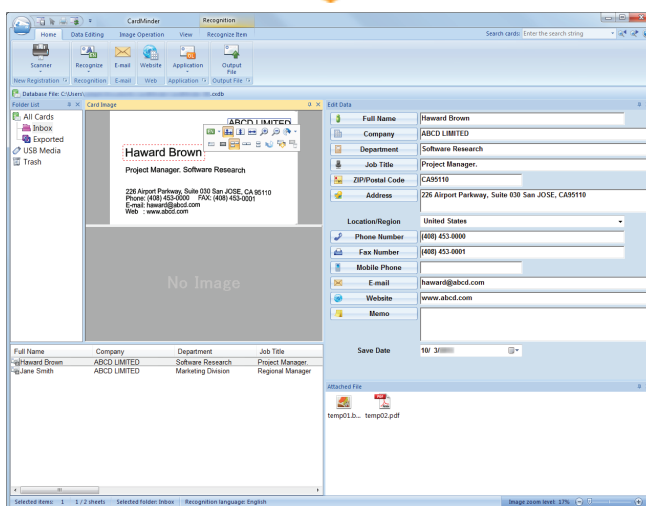 CardMinder
Recognition
Home Data Editing Image Operation View Recognize Item
Search cards: Enter the search string
Scanner Recognize E-mail Website Application Output File
New Registration Recognition E-mail Web Application Output File
Database File: C:\Users\ .cxdb
Folder List
Card Image
Edit Data
All Cards
Inbox
Exported
USB Media
Trash
ABCD LIMITED
Haward Brown
Project Manager. Software Research
226 Airport Parkway, Suite 030 San JOSE, CA 95110
Phone: (408) 453-0000 FAX: (408) 453-0001
E-mail: haward@abcd.com
Web : www.abcd.com
No Image
Full Name Haward Brown
Company ABCD LIMITED
Department Software Research
Job Title Project Manager.
ZIP/Postal Code CA95110
Address 226 Airport Parkway, Suite 030 San JOSE, CA95110
Location/Region United States
Phone Number (408) 453-0000
Fax Number (408) 453-0001
Mobile Phone
E-mail haward@abcd.com
Website www.abcd.com
Memo
Save Date 10/ 3/
Full Name Company Department Job Title
Haward Brown ABCD LIMITED Software Research Project Manager.
Jane Smith ABCD LIMITED Marketing Division Regional Manager
Attached File
temp01.b... temp02.pdf
Selected items: 1 1 / 2 sheets Selected folder: Inbox Recognition language: English
Image zoom level: 17%